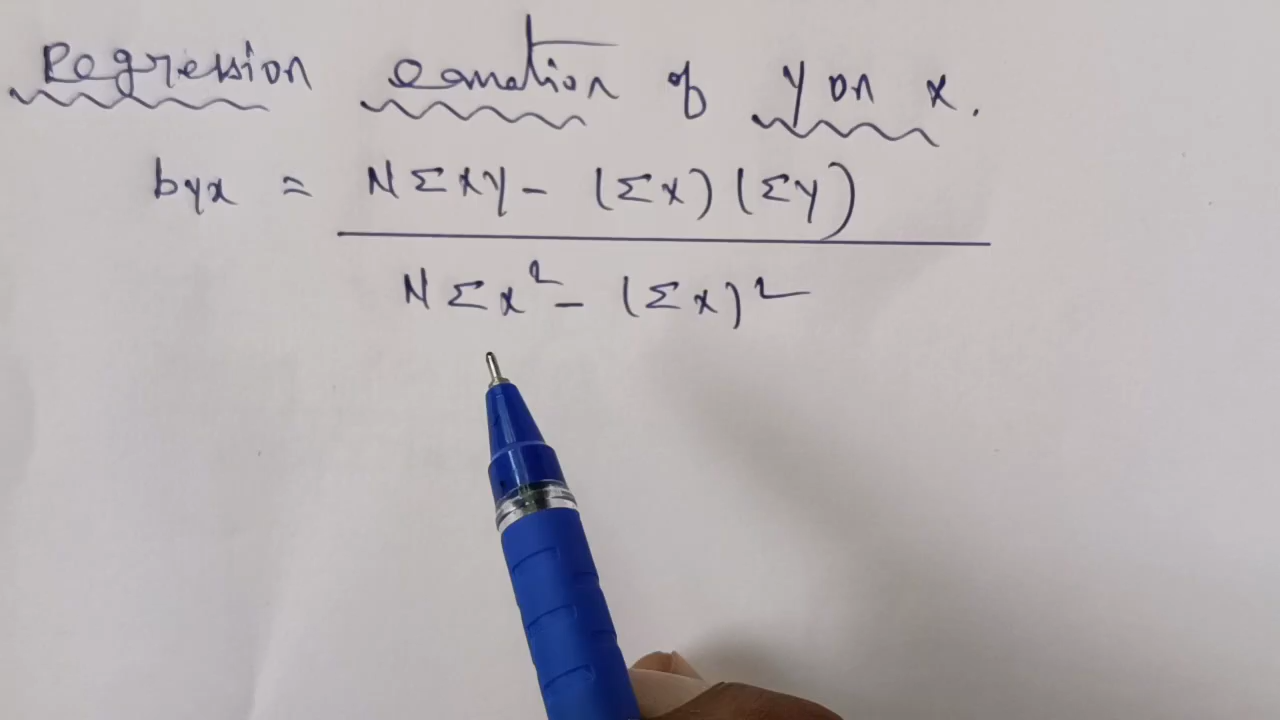 Regression equation of y on x.
byx = NΣXY - (Σx)(Σy)
NΣx² - (Σx)²